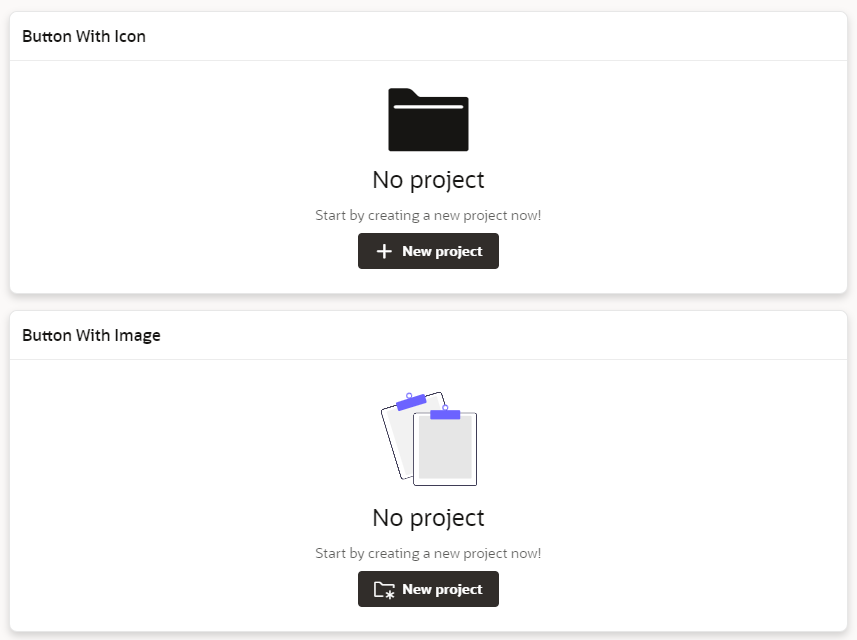 Button With Icon
No project
Start by creating a new project now!
New project
Button With Image
No project
Start by creating a new project now!
New project